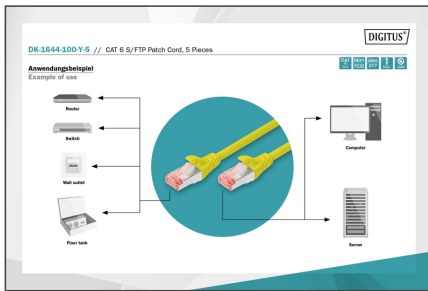 DIGITUS®
DK-1644-100-Y-5 // CAT 6 S/FTP Patch Cord, 5 Pieces
Anwendungsbeispiel
Example of use
Router
Switch
Wall outlet
Floor tank
Computer
Server